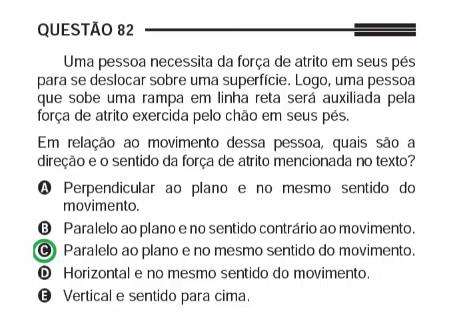 QUESTÃO 82
Uma pessoa necessita da força de atrito em seus pés
para se deslocar sobre uma superfície. Logo, uma pessoa
que sobe uma rampa em linha reta será auxiliada pela
força de atrito exercida pelo chão em seus pés.
Em relação ao movimento dessa pessoa, quais são a
direção e o sentido da força de atrito mencionada no texto?
A Perpendicular ao plano e no mesmo sentido do
movimento.
B Paralelo ao plano e no sentido contrário ao movimento.
C Paralelo ao plano e no mesmo sentido do movimento.
D Horizontal e no mesmo sentido do movimento.
E Vertical e sentido para cima.